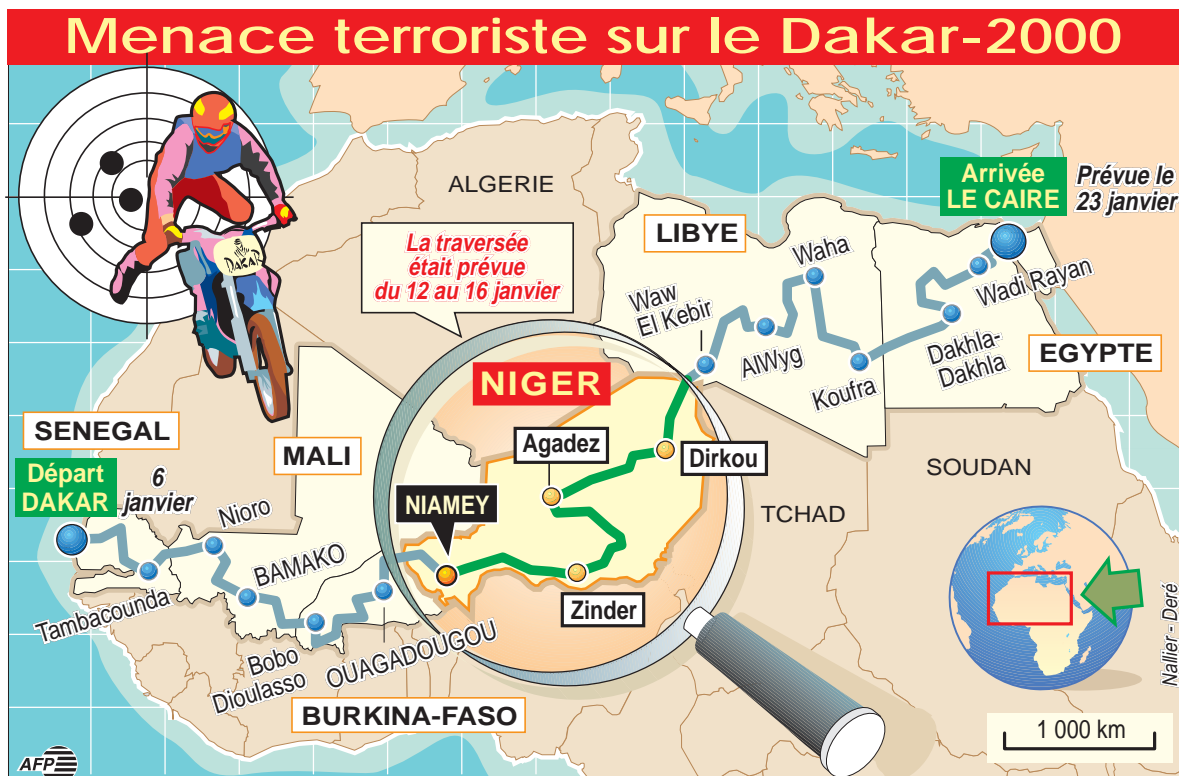 Menace terroriste sur le Dakar-2000
ALGERIE
La traversée
était prévue
du 12 au 16 janvier
DAKAR
LIBYE
Waha
Arrivée
LE CAIRE
Prévue le
23 janvier
Waw
El Kebir
AlWyg
Koufra
Wadi Rayan
Dakhla-
Dakhla
EGYPTE
NIGER
Agadez
Dirkou
NIAMEY
Zinder
SENEGAL
Départ
DAKAR
6
janvier
MALI
Nioro
BAMAKO
Tambacounda
Bobo
Dioulasso
OUAGADOUGOU
BURKINA-FASO
TCHAD
SOUDAN
1 000 km
Nallier - Deré
AFP